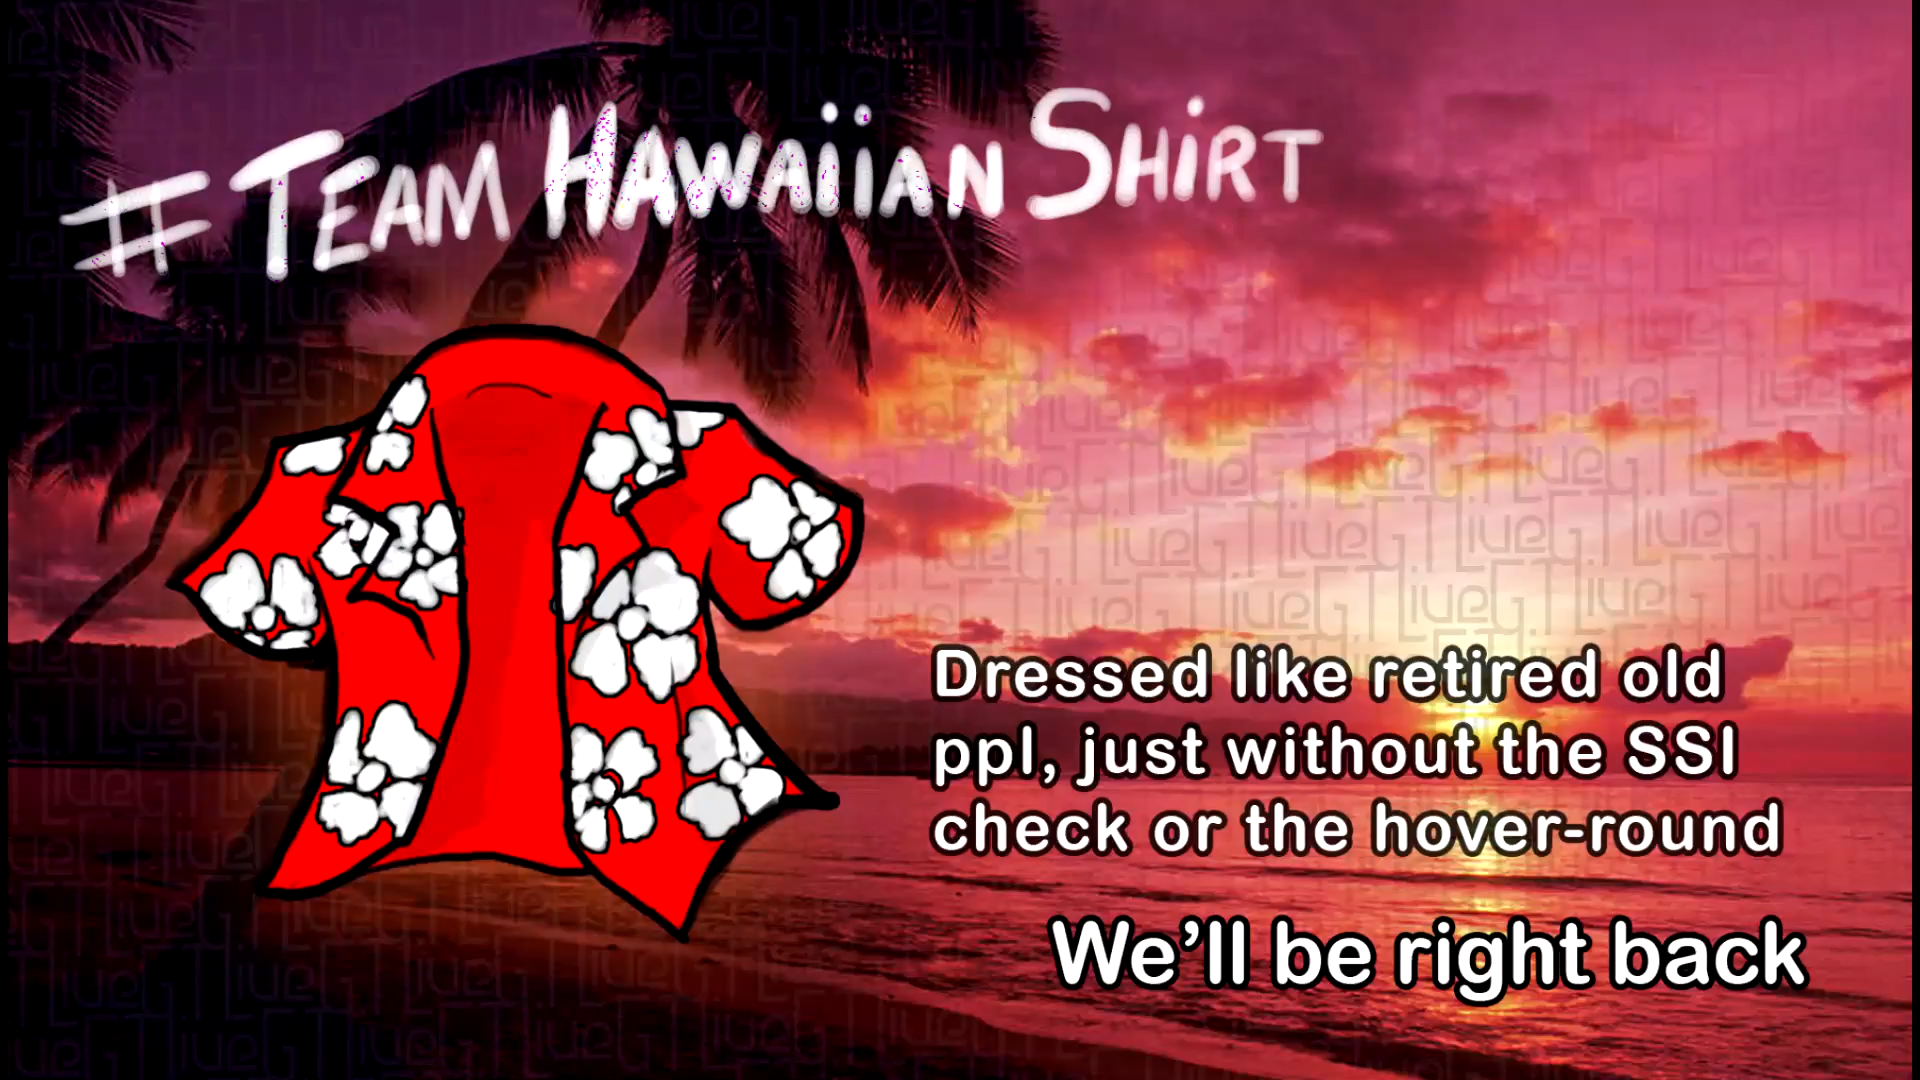 #TEAM HAWAiiAN SHiRT
Dressed like retired old
ppl, just without the SSI
check or the hover-round
We'll be right back